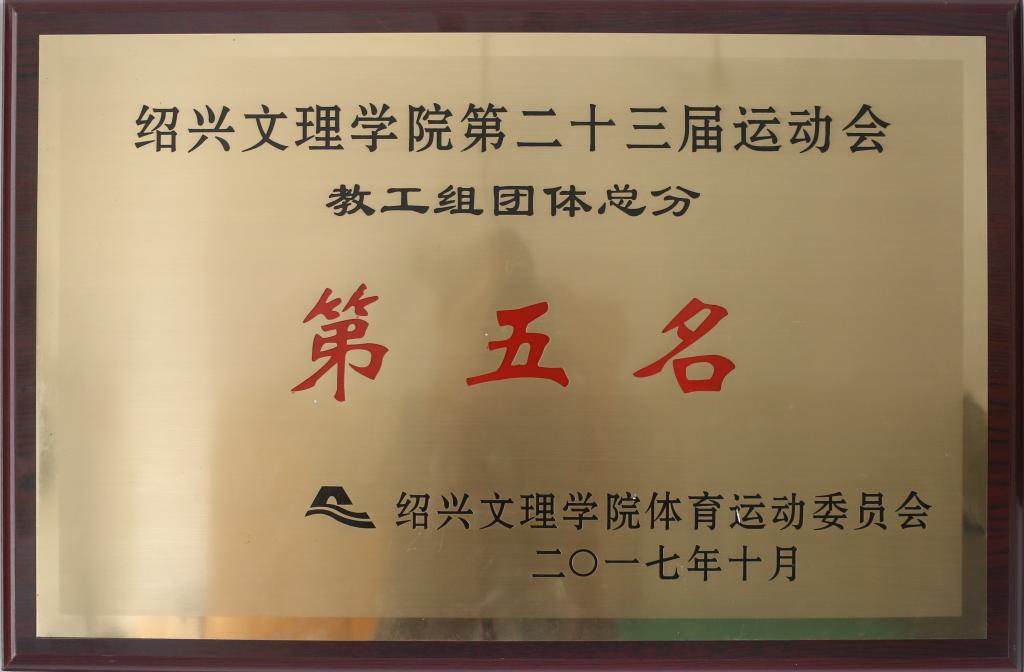 绍兴文理学院第二十三届运动会
教工组团体总分
第五名
绍兴文理学院体育运动委员会
二〇一七年十月